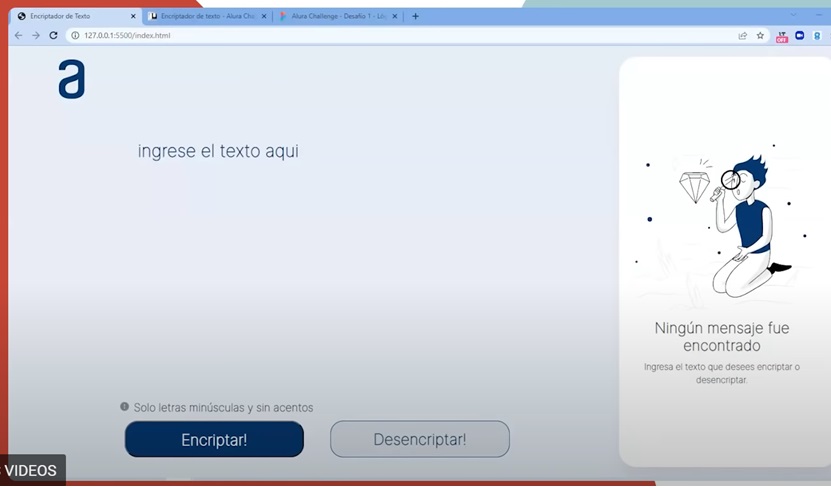 Encriptador de Texto
Encriptador de texto - Alura Cha
Alura Challenge - Desafío 1 - Ló
127.0.0.1:5500/index.html
OFF
a
ingrese el texto aqui
Ningún mensaje fue
encontrado
Ingresa el texto que desees encriptar o
desencriptar.
Solo letras minúsculas y sin acentos
Encriptar!
Desencriptar!
VIDEOS